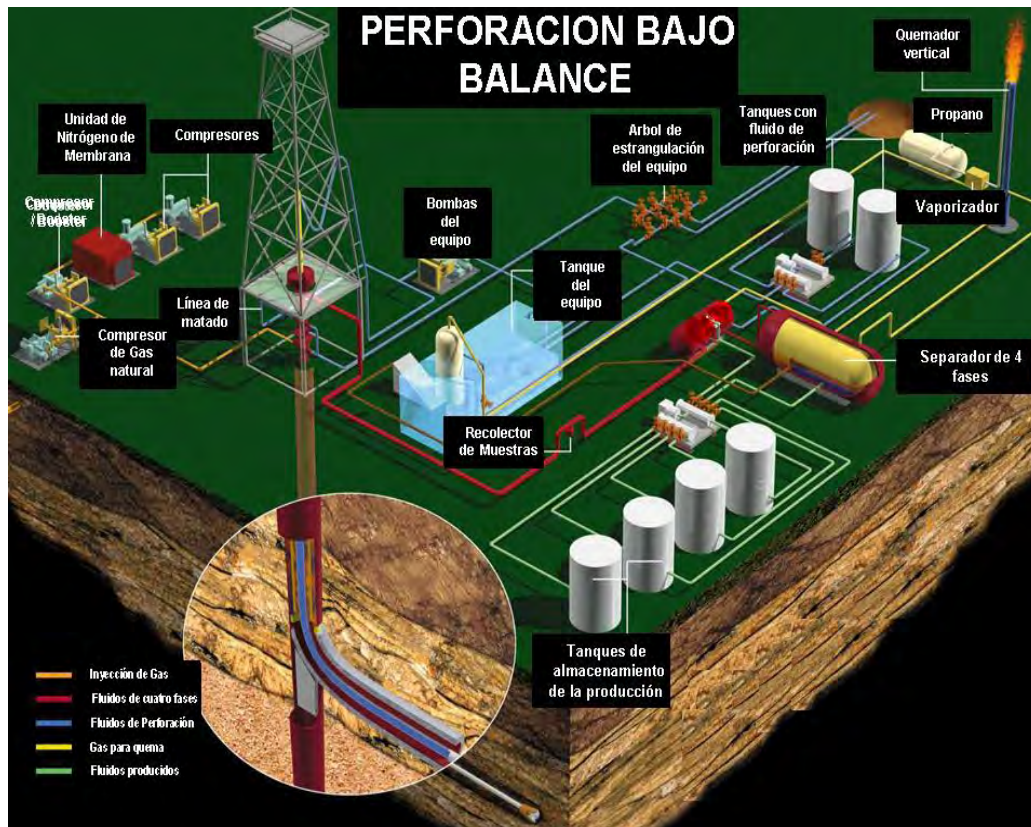 PERFORACION BAJO
BALANCE
Quemador
vertical
Unidad de
Nitrógeno de
Membrana
Compresores
Arbol de
estrangulación
del equipo
Tanques con
fluido de
perforación
Propano
Compresor
/ Booster
Bombas
del
equipo
Vaporizador
Tanque
del
equipo
Línea de
matado
Compresor
de Gas
natural
Separador de 4
fases
Recolector
de Muestras
Tanques de
almacenamiento
de la producción
Inyección de Gas
Fluidos de cuatro fases
Fluidos de Perforación
Gas para quema
Fluidos producidos